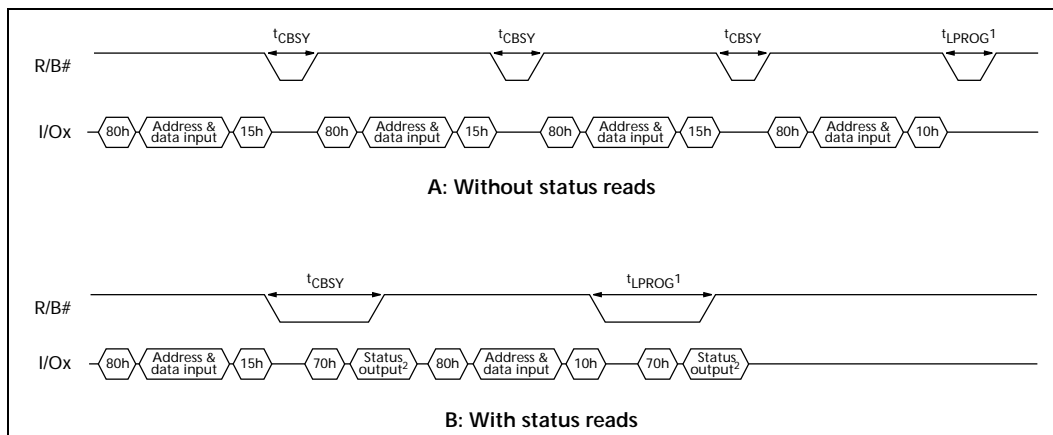 tCBSY tCBSY tCBSY tLPROG1
R/B#
I/Ox 80h Address & data input 15h 80h Address & data input 15h 80h Address & data input 15h 80h Address & data input 10h
A: Without status reads
tCBSY tLPROG1
R/B#
I/Ox 80h Address & data input 15h 70h Status output2 80h Address & data input 10h 70h Status output2
B: With status reads